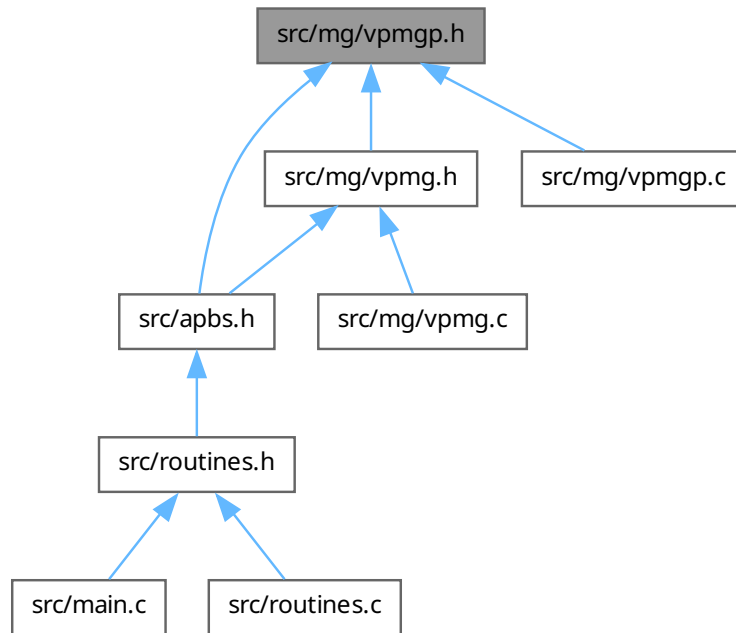 src/mg/vpmgp.h
src/mg/vpmg.h
src/mg/vpmgp.c
src/apbs.h
src/mg/vpmg.c
src/routines.h
src/main.c
src/routines.c